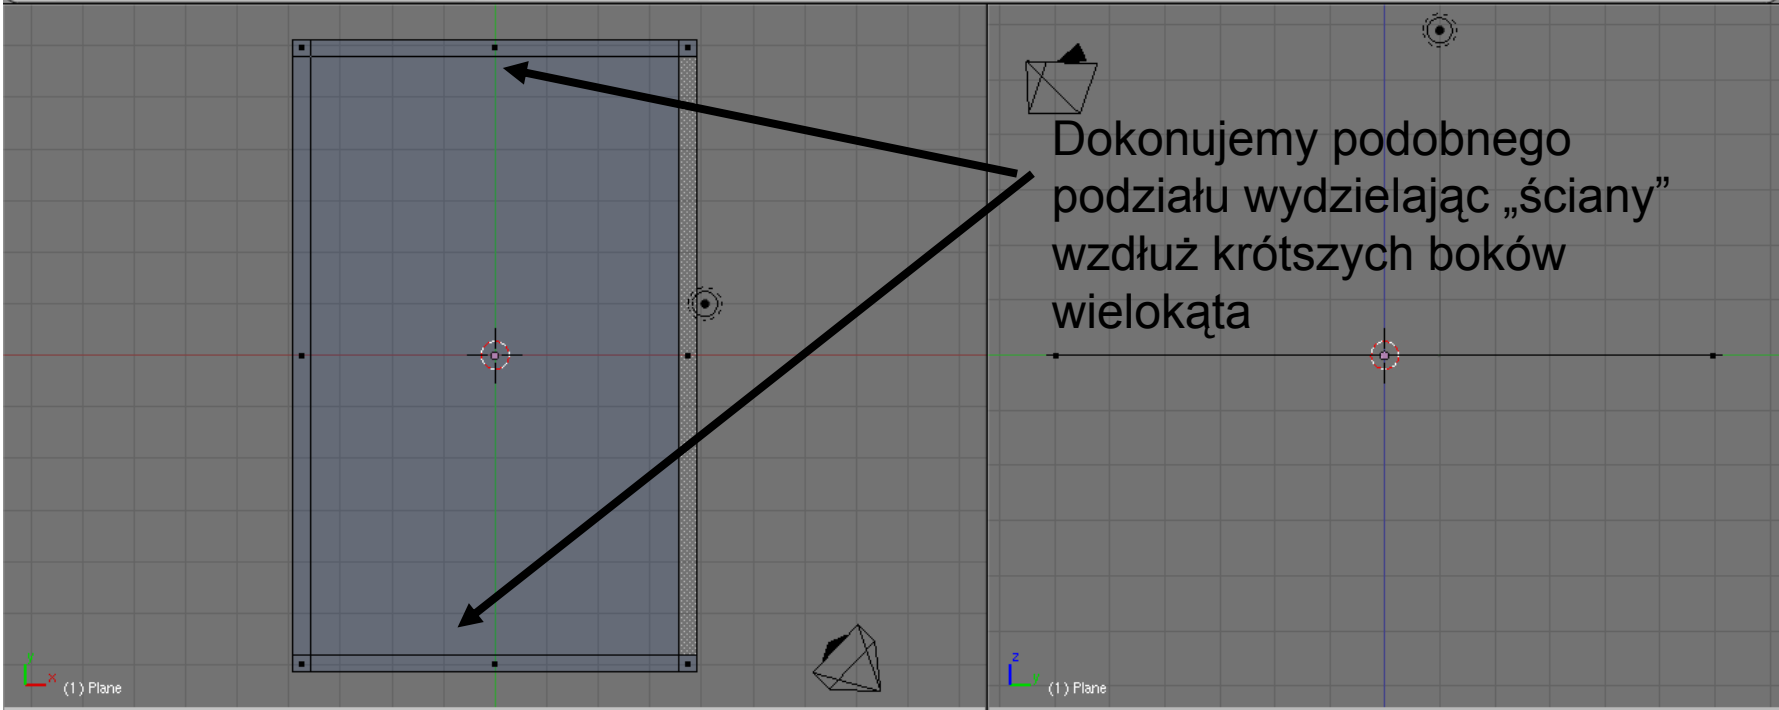 Dokonujemy podobnego
podziału wydzielając „ściany”
wzdłuż krótszych boków
wielokąta
y
x
(1) Plane
z
y
(1) Plane